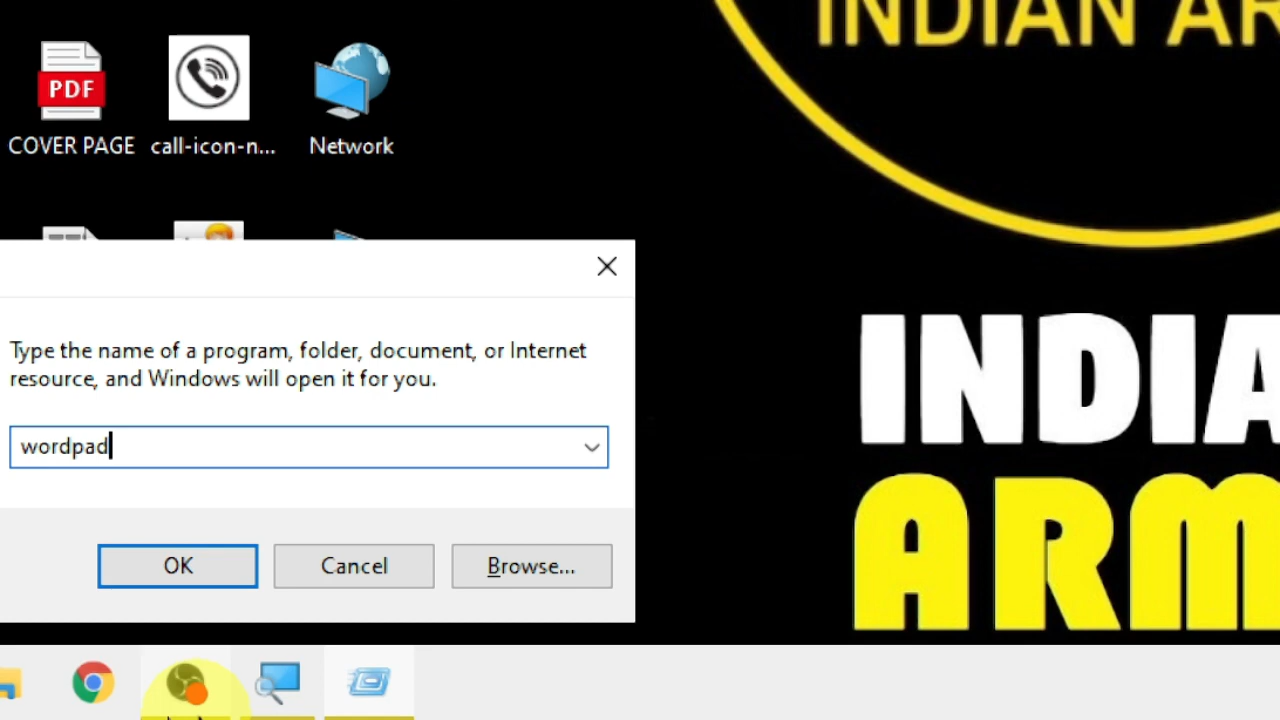 INDIAN AR
PDF
COVER PAGE
call-icon-n...
Network
Type the name of a program, folder, document, or Internet
resource, and Windows will open it for you.
wordpad
OK
Cancel
Browse...
INDIA
ARM